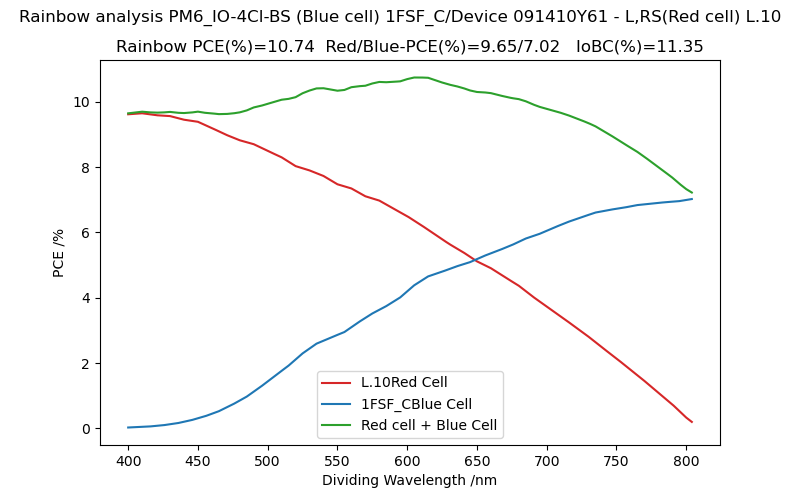 Rainbow analysis PM6_IO-4Cl-BS (Blue cell) 1FSF_C/Device 091410Y61 - L,RS(Red cell) L.10
Rainbow PCE(%)=10.74  Red/Blue-PCE(%)=9.65/7.02   IoBC(%)=11.35
PCE /%
10
8
6
4
2
0
L.10Red Cell
1FSF_CBlue Cell
Red cell + Blue Cell
400 450 500 550 600 650 700 750 800
Dividing Wavelength /nm